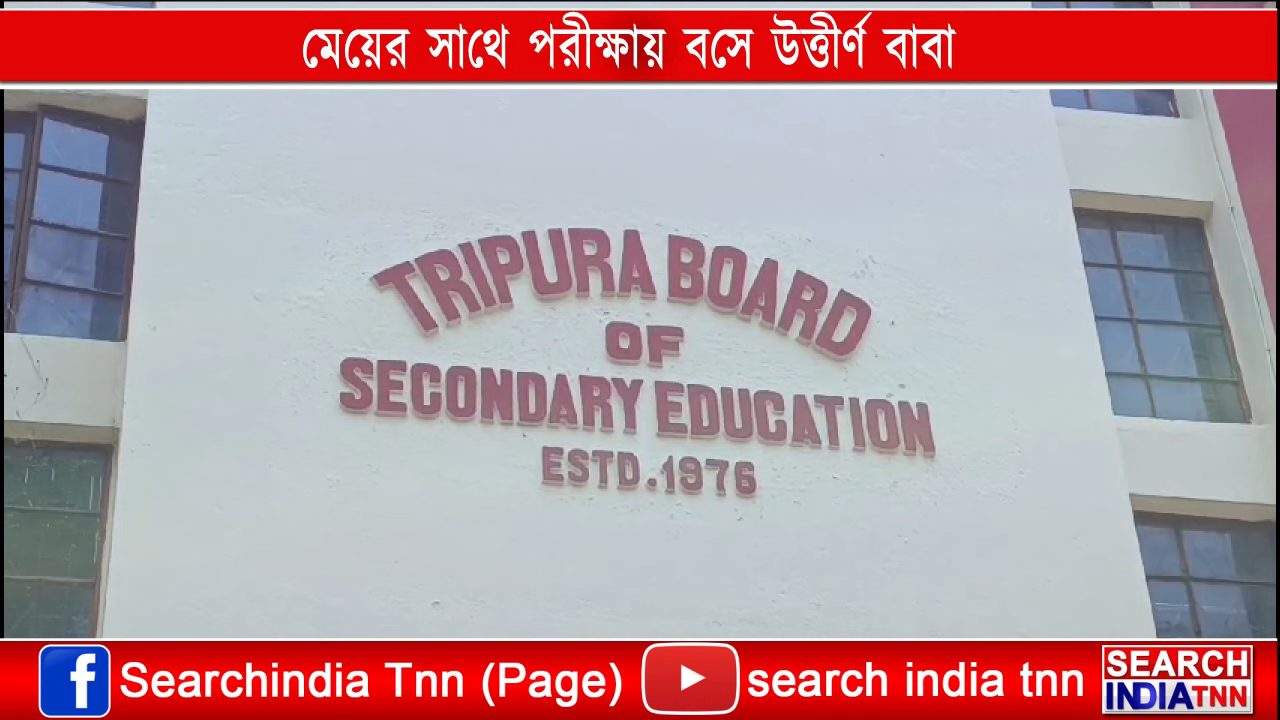 মেয়ের সাথে পরীক্ষায় বসে উত্তীর্ণ বাবা
TRIPURA BOARD
OF
SECONDARY EDUCATION
ESTD.1976
Searchindia Tnn (Page)
search india tnn
SEARCH
INDIATNN